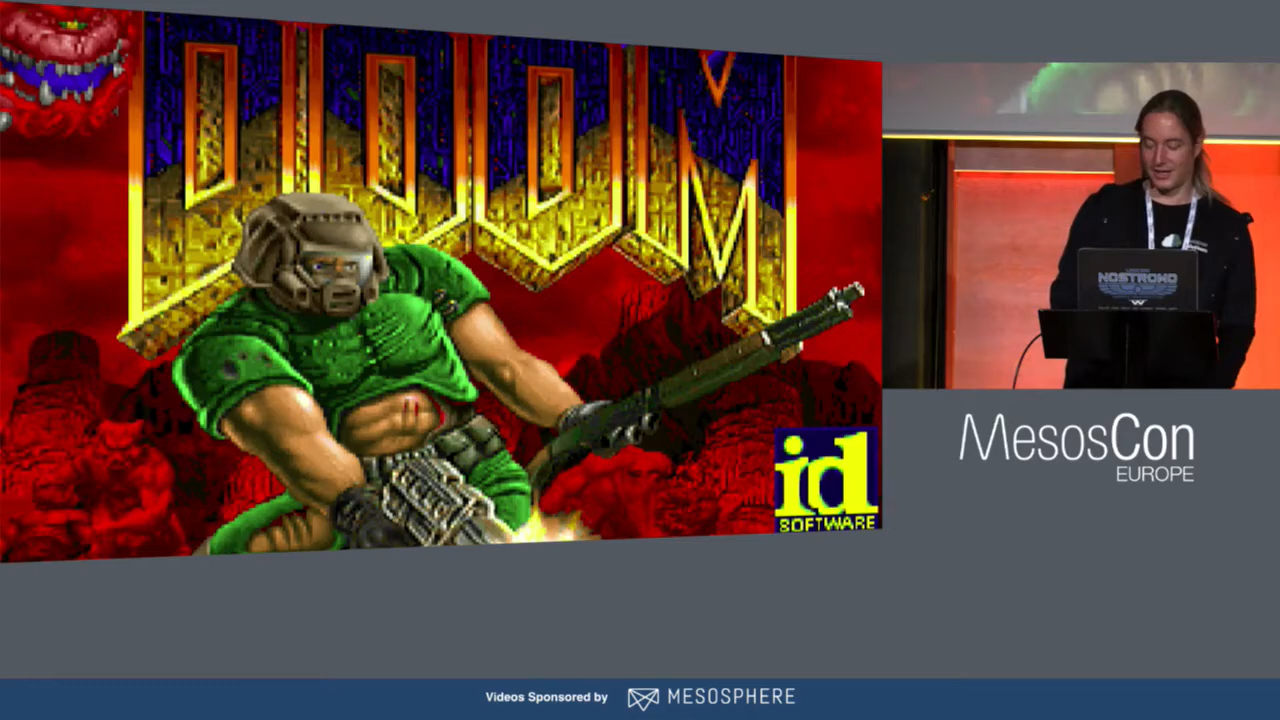 DOOM
id
SOFTWARE
NOSTROMO
MesosCon
EUROPE
Videos Sponsored by MESOSPHERE